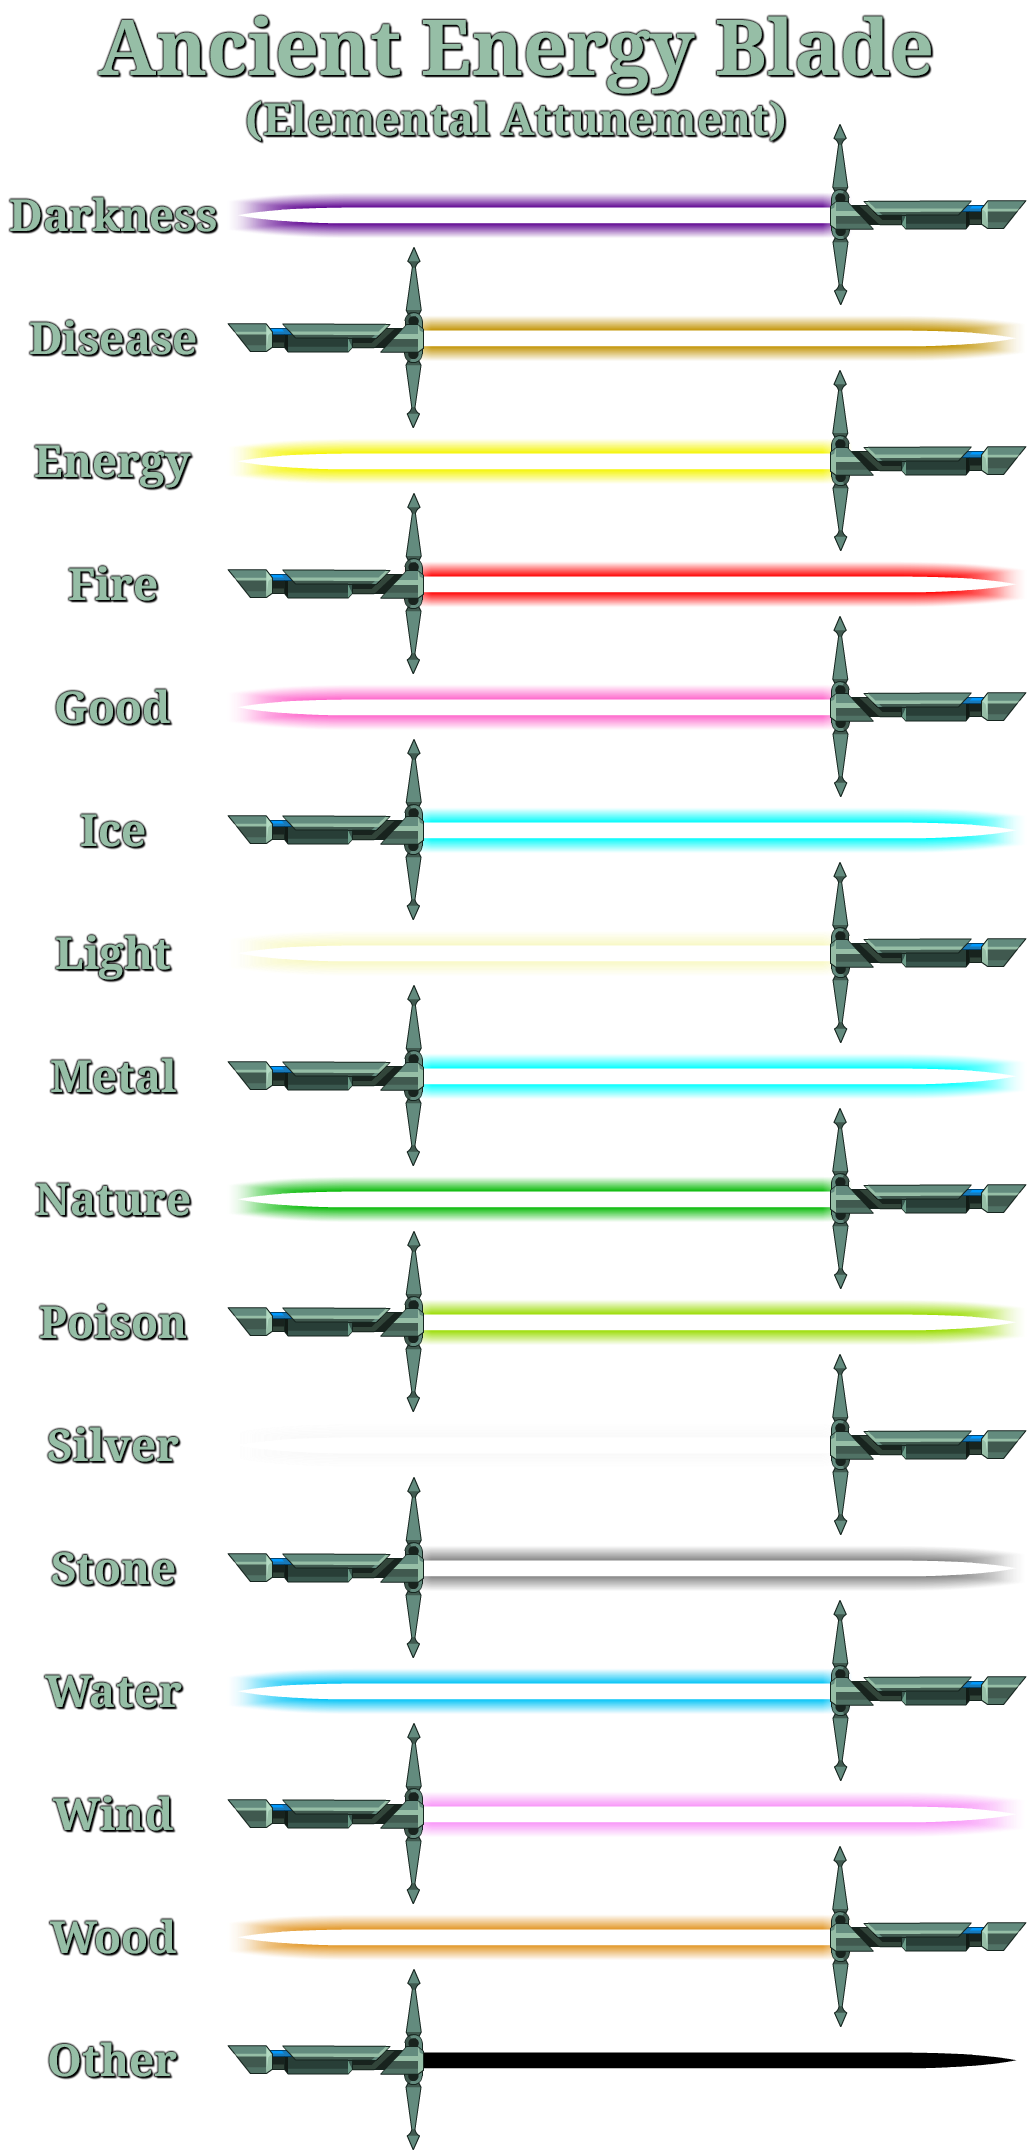 Ancient Energy Blade
(Elemental Attunement)
Darkness
Disease
Energy
Fire
Good
Ice
Light
Metal
Nature
Poison
Silver
Stone
Water
Wind
Wood
Other